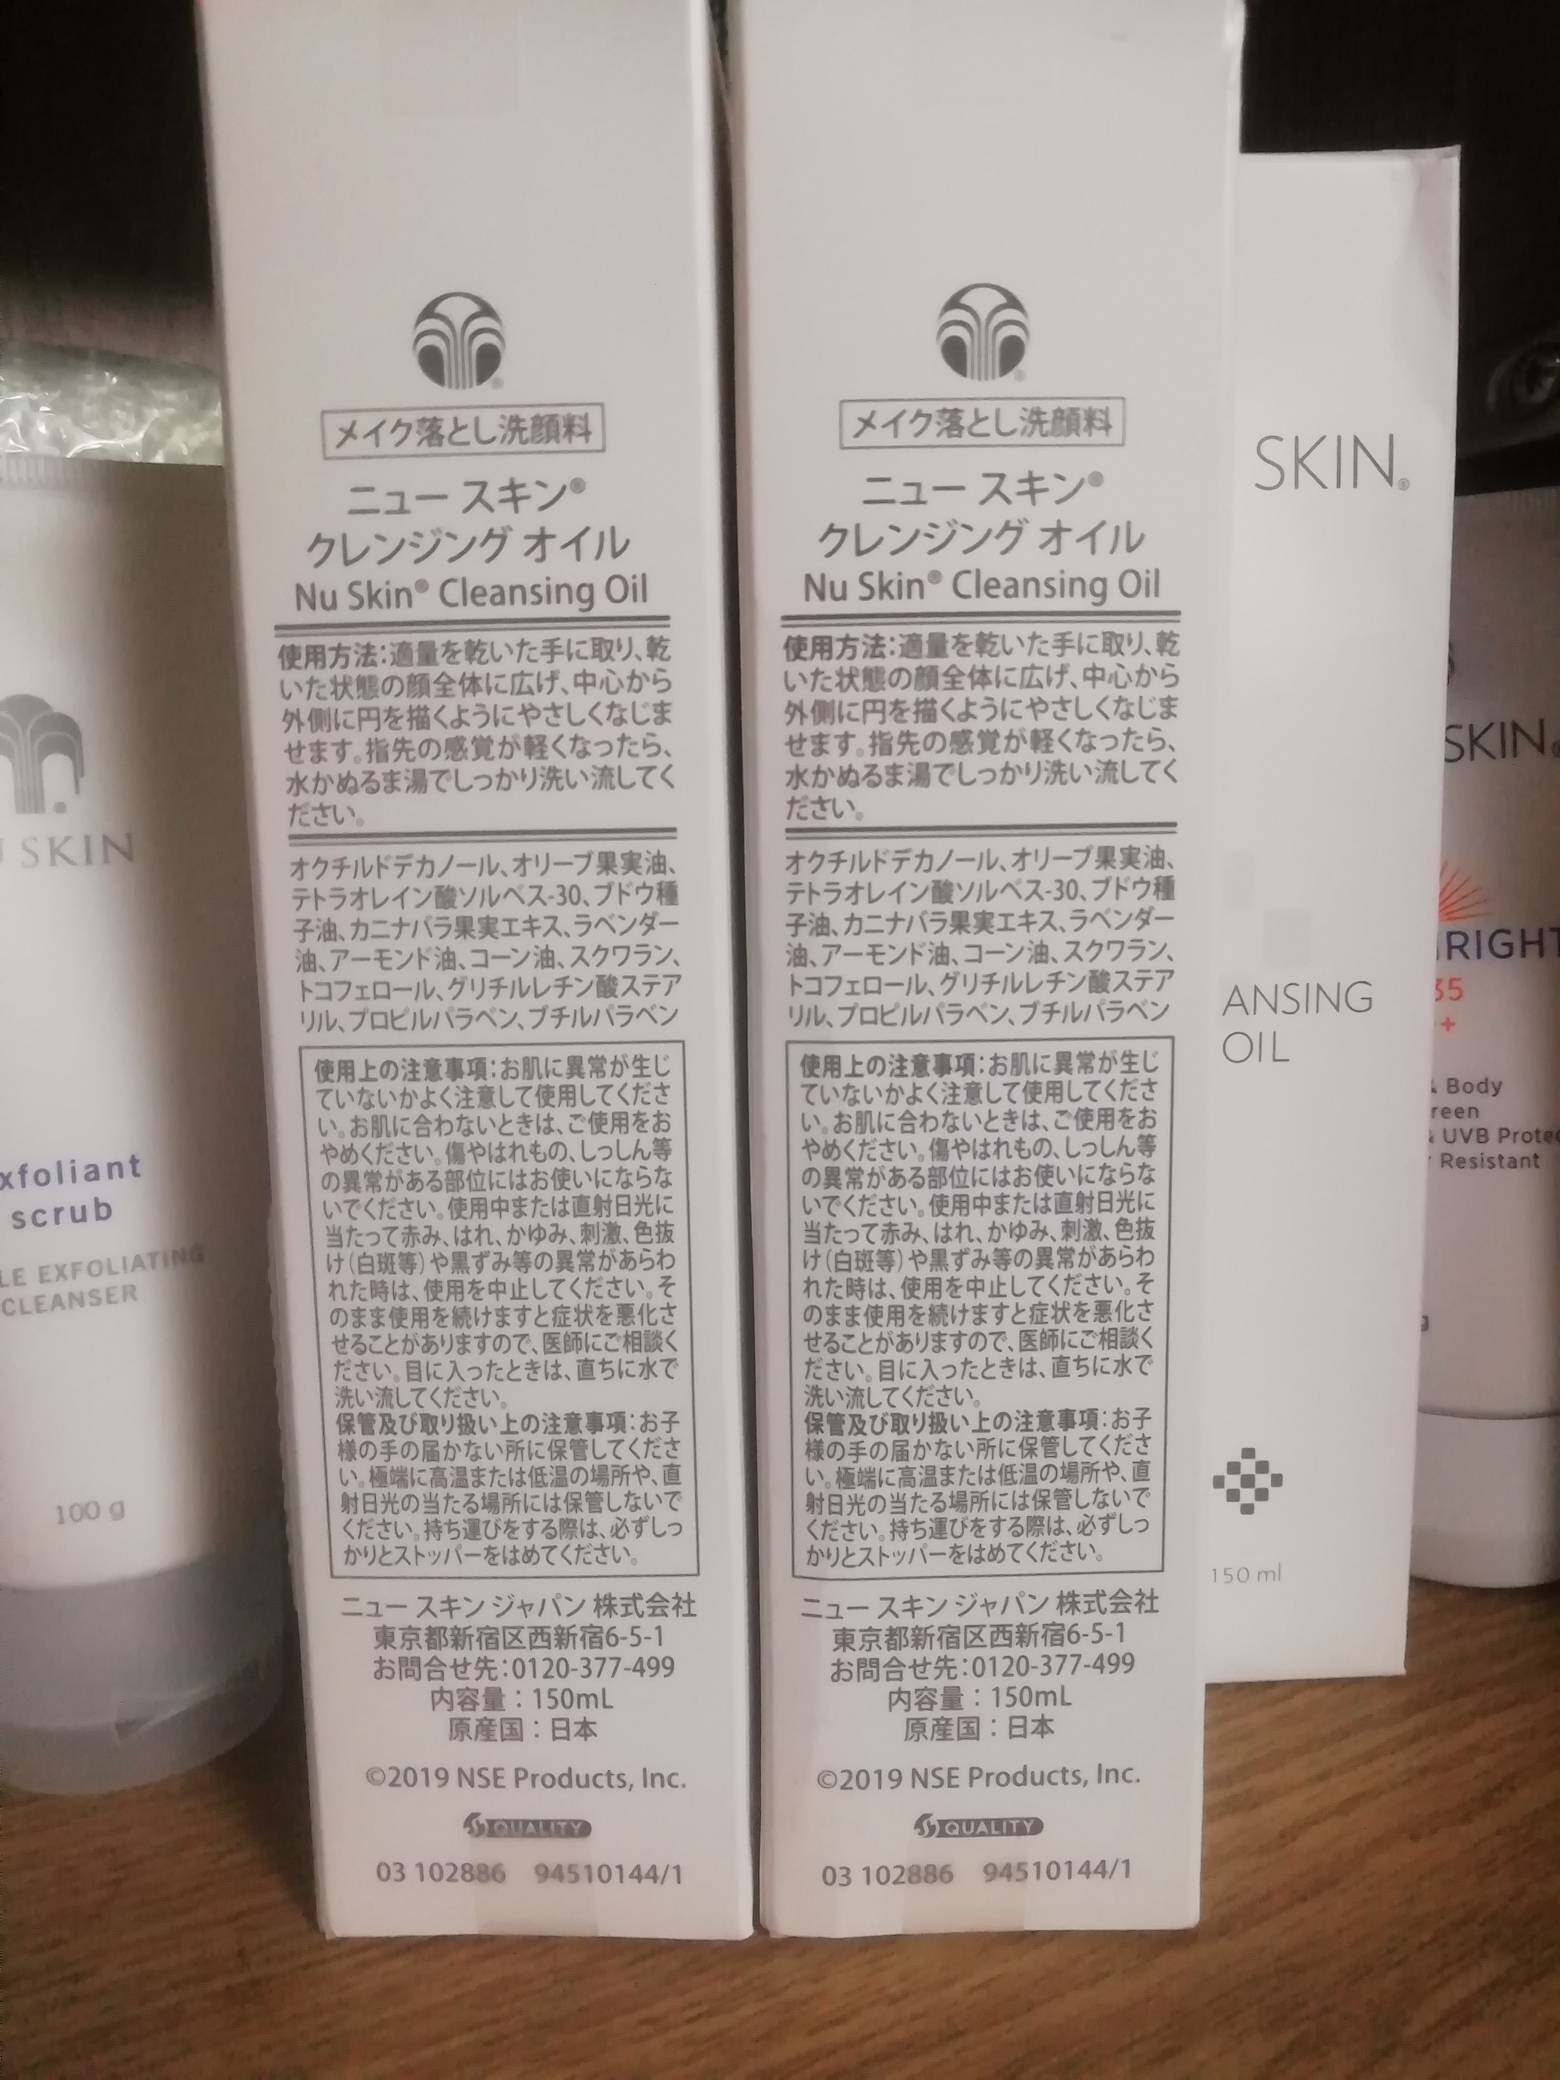 メイク落とし洗顔料
ニュー スキン®
クレンジング オイル
Nu Skin® Cleansing Oil
使用方法:適量を乾いた手に取り、乾
いた状態の顔全体に広げ、中心から
外側に円を描くようにやさしくなじま
せます。指先の感覚が軽くなったら、
水かぬるま湯でしっかり洗い流してく
ださい。
オクチルドデカノール、オリーブ果実油、
テトラオレイン酸ソルベス-30、ブドウ種
子油、カニナバラ果実エキス、ラベンダー
油、アーモンド油、コーン油、スクワラン、
トコフェロール、グリチルレチン酸ステア
リル、プロピルパラベン、ブチルパラベン
使用上の注意事項:お肌に異常が生じ
ていないかよく注意して使用してくださ
い。お肌に合わないときは、ご使用をお
やめください。傷やはれもの、しっしん等
の異常がある部位にはお使いにならな
いでください。使用中または直射日光に
当たって赤み、はれ、かゆみ、刺激、色抜
け(白斑等)や黒ずみ等の異常があらわ
れた時は、使用を中止してください。そ
のまま使用を続けますと症状を悪化さ
せることがありますので、医師にご相談く
ださい。目に入ったときは、直ちに水で
洗い流してください。
保管及び取り扱い上の注意事項:お子
様の手の届かない所に保管してくださ
い。極端に高温または低温の場所や、直
射日光の当たる場所には保管しないで
ください。持ち運びをする際は、必ずしっ
かりとストッパーをはめてください。
ニュー スキン ジャパン 株式会社
東京都新宿区西新宿6-5-1
お問合せ先:0120-377-499
内容量:150mL
原産国:日本
©2019 NSE Products, Inc.
QUALITY
03 102886 94510144/1
メイク落とし洗顔料
ニュー スキン®
クレンジング オイル
Nu Skin® Cleansing Oil
使用方法:適量を乾いた手に取り、乾
いた状態の顔全体に広げ、中心から
外側に円を描くようにやさしくなじま
せます。指先の感覚が軽くなったら、
水かぬるま湯でしっかり洗い流してく
ださい。
オクチルドデカノール、オリーブ果実油、
テトラオレイン酸ソルベス-30、ブドウ種
子油、カニナバラ果実エキス、ラベンダー
油、アーモンド油、コーン油、スクワラン、
トコフェロール、グリチルレチン酸ステア
リル、プロピルパラベン、ブチルパラベン
使用上の注意事項:お肌に異常が生じ
ていないかよく注意して使用してくださ
い。お肌に合わないときは、ご使用をお
やめください。傷やはれもの、しっしん等
の異常がある部位にはお使いにならな
いでください。使用中または直射日光に
当たって赤み、はれ、かゆみ、刺激、色抜
け(白斑等)や黒ずみ等の異常があらわ
れた時は、使用を中止してください。そ
のまま使用を続けますと症状を悪化さ
せることがありますので、医師にご相談く
ださい。目に入ったときは、直ちに水で
洗い流してください。
保管及び取り扱い上の注意事項:お子
様の手の届かない所に保管してくださ
い。極端に高温または低温の場所や、直
射日光の当たる場所には保管しないで
ください。持ち運びをする際は、必ずしっ
かりとストッパーをはめてください。
ニュー スキン ジャパン 株式会社
東京都新宿区西新宿6-5-1
お問合せ先:0120-377-499
内容量:150mL
原産国:日本
©2019 NSE Products, Inc.
QUALITY
03 102886 94510144/1
SKIN
xfoliant
scrub
LE EXFOLIATING
CLEANSER
100 g
SKIN®
ANSING
OIL
150 ml
SKIN
RIGHT
35
+
& Body
reen
& UVB Prote
Resistant